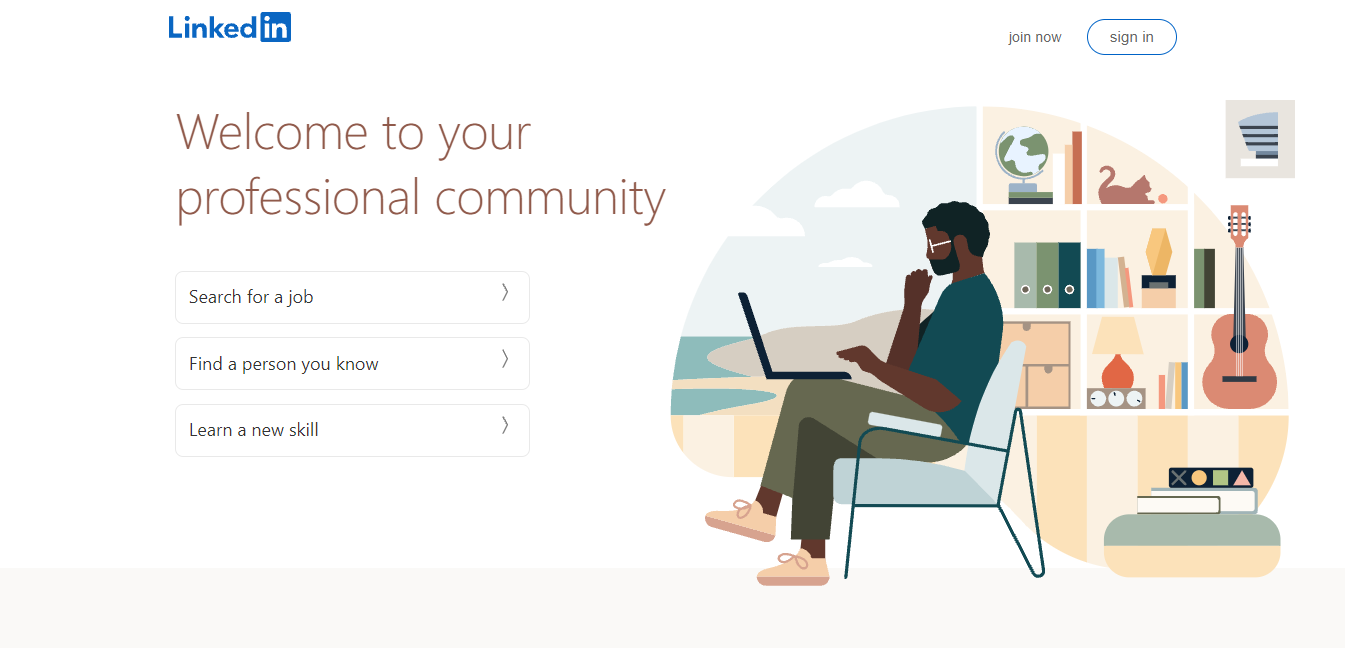 LinkedIn
join now
sign in
Welcome to your
professional community
Search for a job
Find a person you know
Learn a new skill